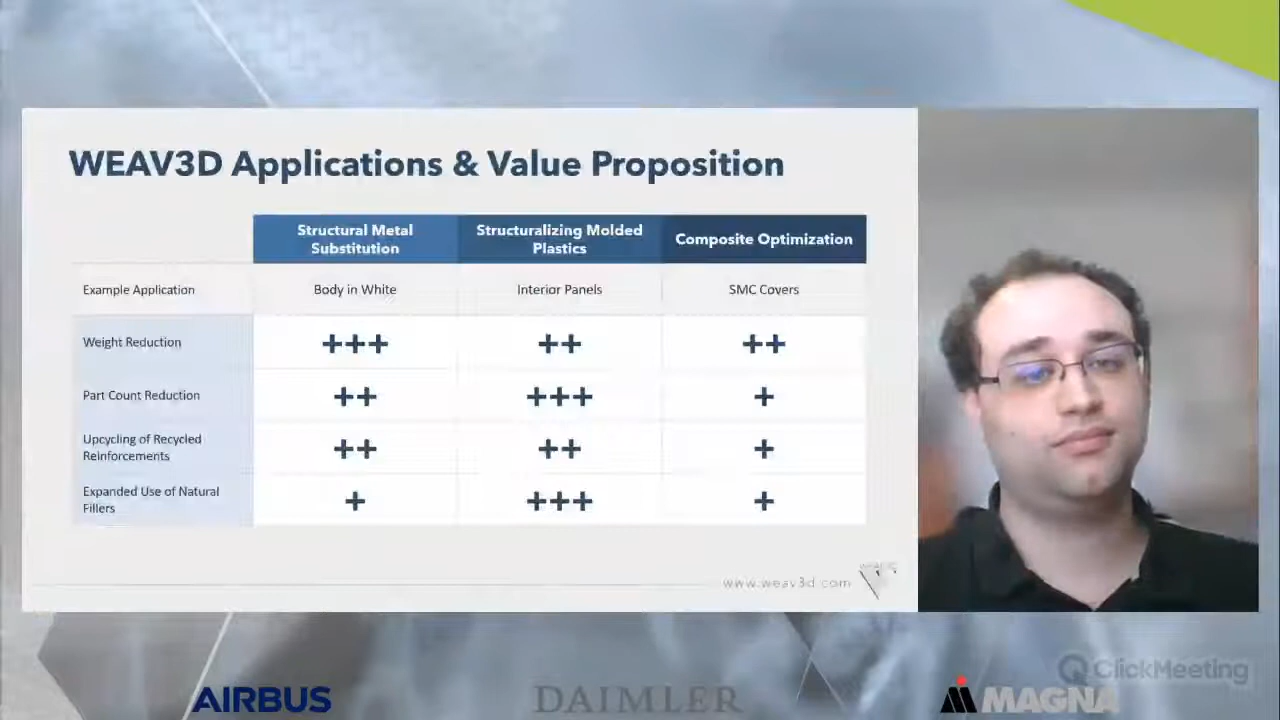 WEAV3D Applications & Value Proposition
Structural Metal
Substitution
Structuralizing Molded
Plastics
Composite Optimization
Example Application
Body in White
Interior Panels
SMC Covers
Weight Reduction
+++
++
++
Part Count Reduction
++
+++
+
Upcycling of Recycled
Reinforcements
++
++
+
Expanded Use of Natural
Fillers
+
+++
+
www.weav3d.com
ClickMeeting
AIRBUS
DAIMLER
MAGNA